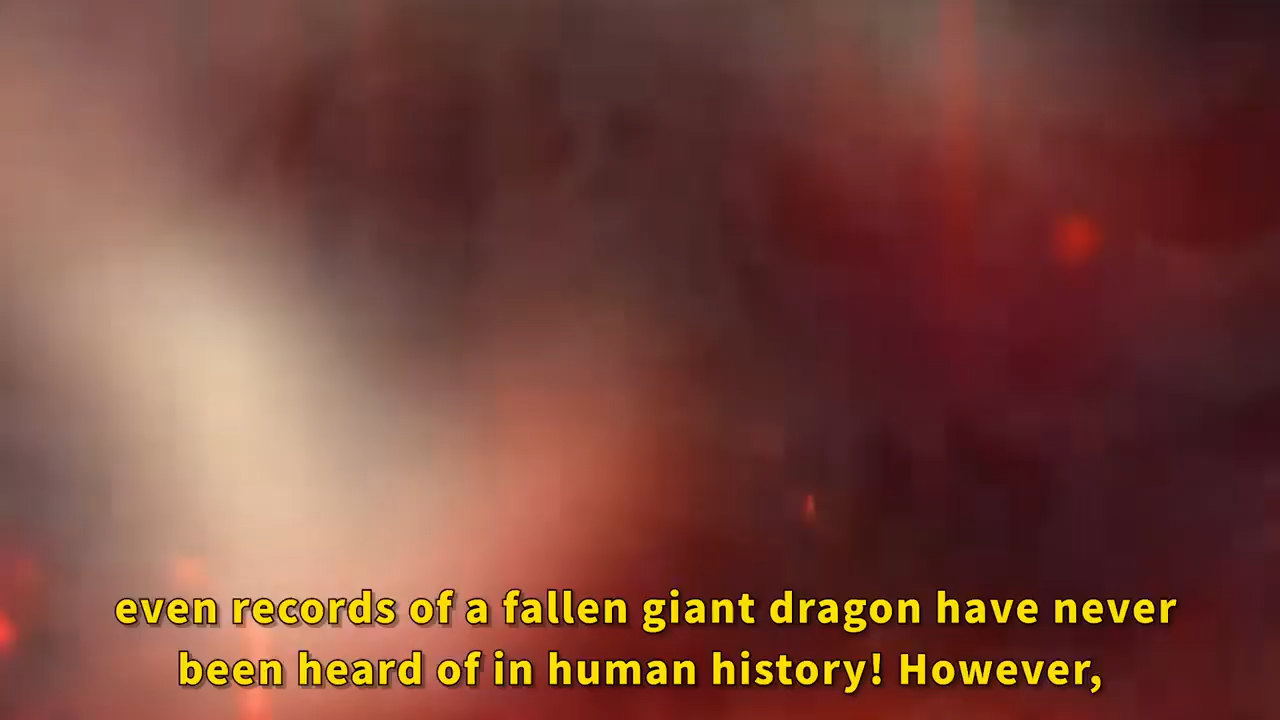 even records of a fallen giant dragon have never
been heard of in human history! However,